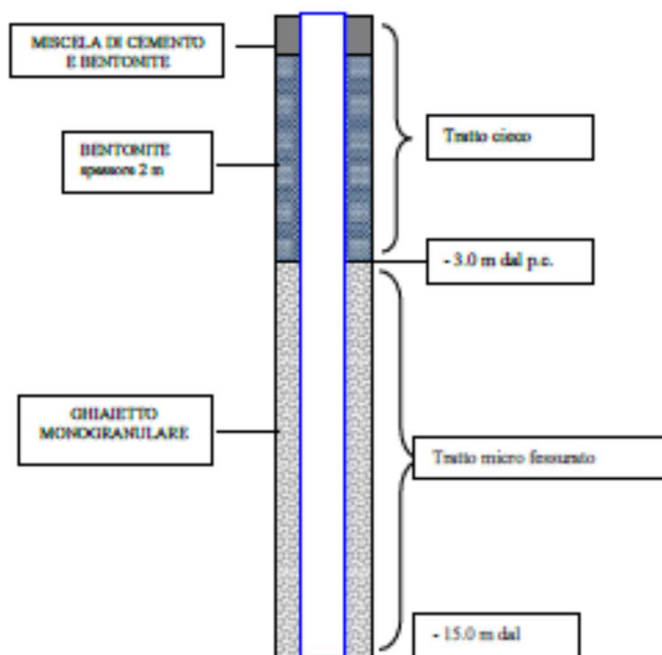 MISCELA DI CEMENTO
E BENTONITE
BENTONITE
spessore 2 m
Tratto cieco
- 3.0 m dal p.c.
GHIAIETTO
MONOGRANULARE
Tratto micro fessurato
- 15.0 m dal